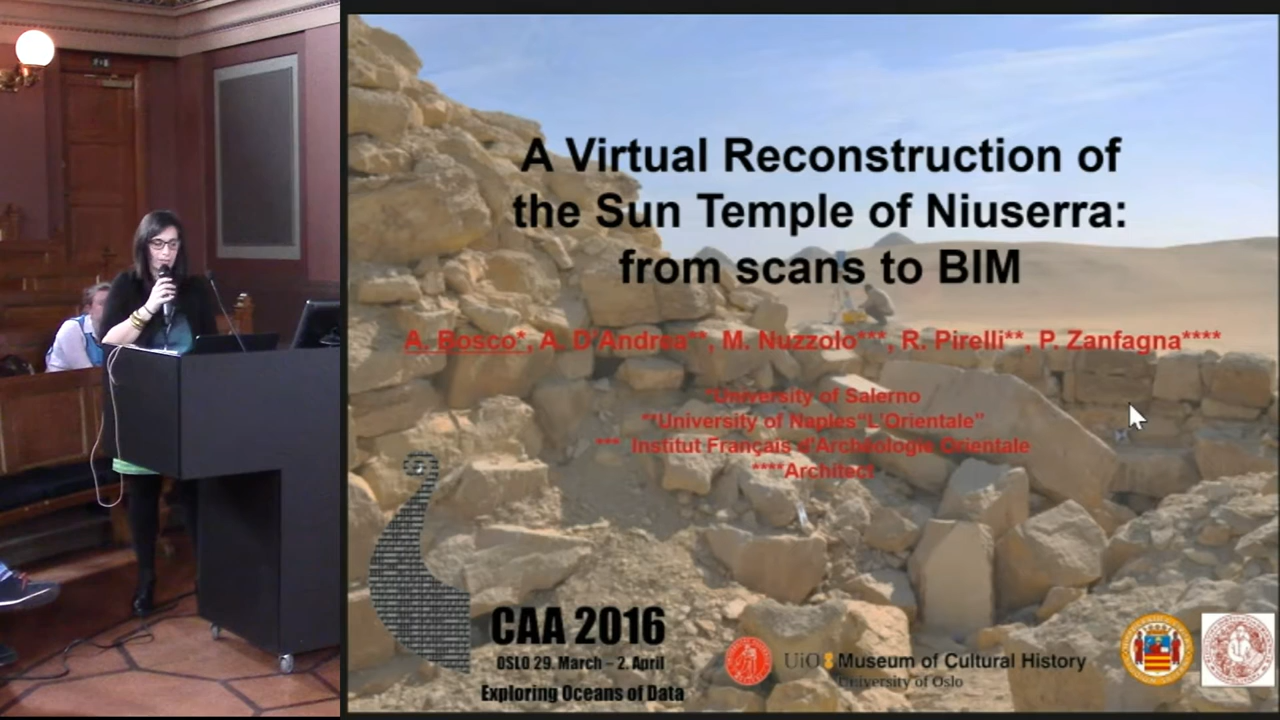 A Virtual Reconstruction of
the Sun Temple of Niuserra:
from scans to BIM
A. Bosco*, A. D'Andrea**, M. Nuzzolo***, R. Pirelli**, P. Zanfagna****
*University of Salerno
**University of Naples“L'Orientale”
*** Institut Français d'Archéologie Orientale
****Architect
CAA 2016
OSLO 29. March – 2. April
Exploring Oceans of Data
UiO Museum of Cultural History
University of Oslo